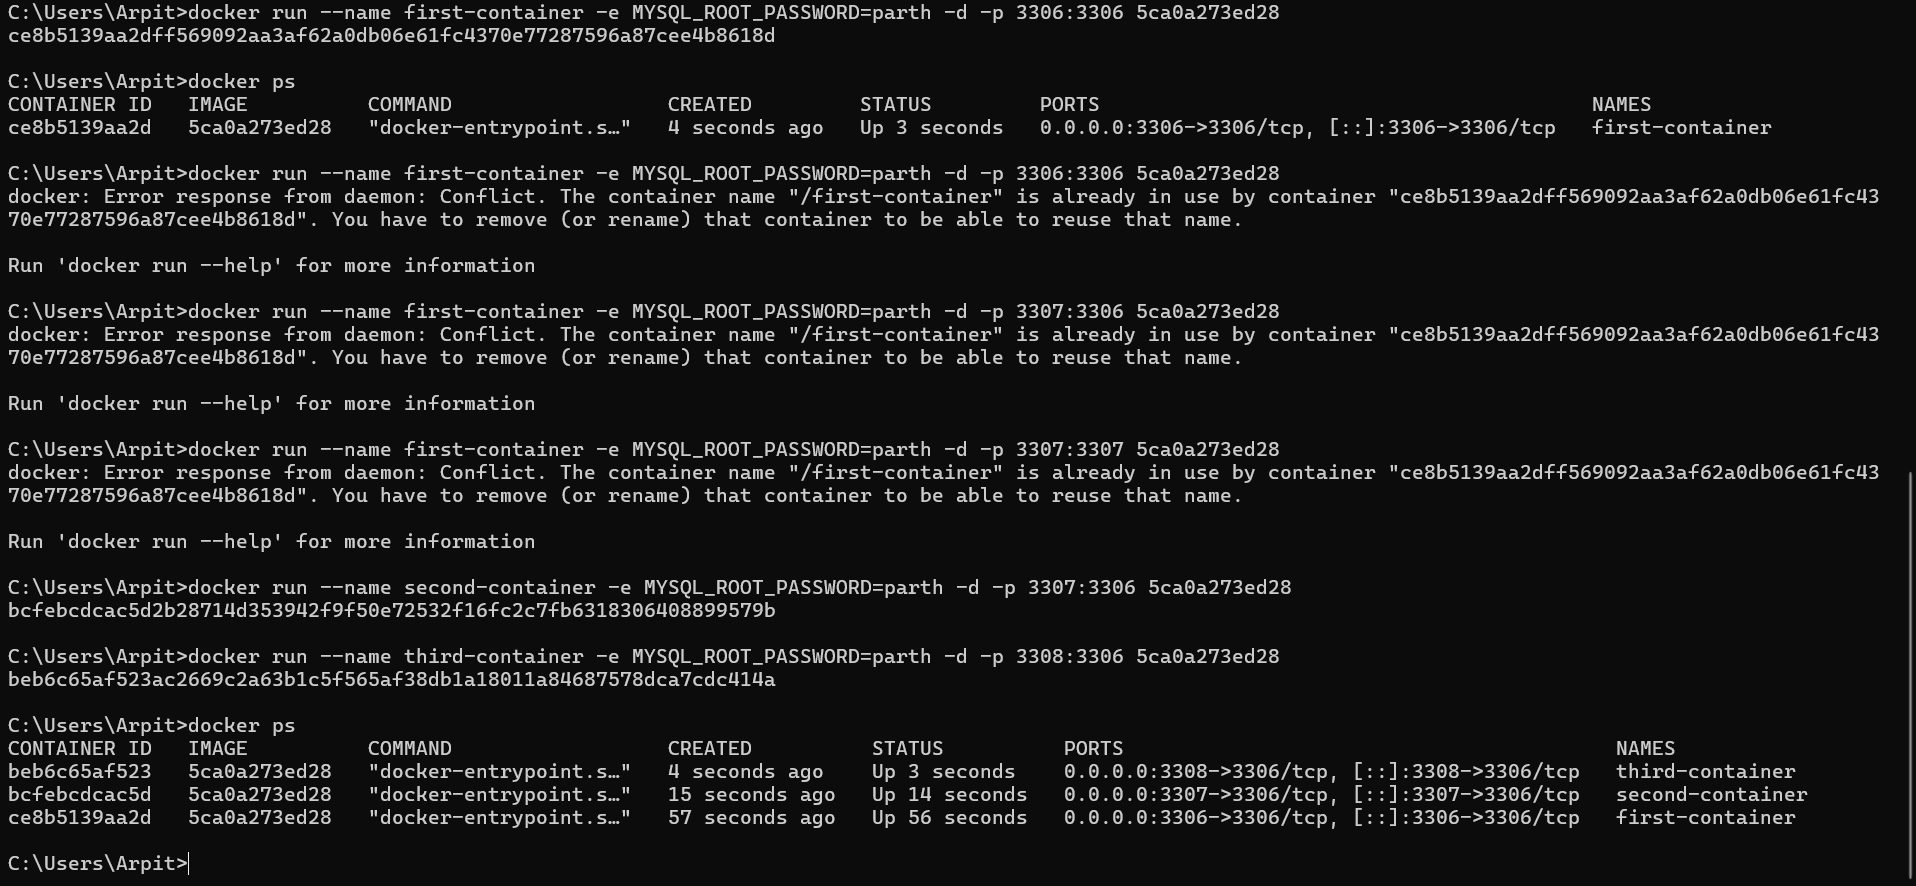 C:\Users\Arpit>docker run --name first-container -e MYSQL_ROOT_PASSWORD=parth -d -p 3306:3306 5ca0a273ed28
ce8b5139aa2dff569092aa3af62a0db06e61fc4370e77287596a87cee4b8618d
C:\Users\Arpit>docker ps
CONTAINER ID   IMAGE          COMMAND                  CREATED         STATUS         PORTS                                         NAMES
ce8b5139aa2d   5ca0a273ed28   "docker-entrypoint.s…"   4 seconds ago   Up 3 seconds   0.0.0.0:3306->3306/tcp, [::]:3306->3306/tcp   first-container
C:\Users\Arpit>docker run --name first-container -e MYSQL_ROOT_PASSWORD=parth -d -p 3306:3306 5ca0a273ed28
docker: Error response from daemon: Conflict. The container name "/first-container" is already in use by container "ce8b5139aa2dff569092aa3af62a0db06e61fc43
70e77287596a87cee4b8618d". You have to remove (or rename) that container to be able to reuse that name.
Run 'docker run --help' for more information
C:\Users\Arpit>docker run --name first-container -e MYSQL_ROOT_PASSWORD=parth -d -p 3307:3306 5ca0a273ed28
docker: Error response from daemon: Conflict. The container name "/first-container" is already in use by container "ce8b5139aa2dff569092aa3af62a0db06e61fc43
70e77287596a87cee4b8618d". You have to remove (or rename) that container to be able to reuse that name.
Run 'docker run --help' for more information
C:\Users\Arpit>docker run --name first-container -e MYSQL_ROOT_PASSWORD=parth -d -p 3307:3307 5ca0a273ed28
docker: Error response from daemon: Conflict. The container name "/first-container" is already in use by container "ce8b5139aa2dff569092aa3af62a0db06e61fc43
70e77287596a87cee4b8618d". You have to remove (or rename) that container to be able to reuse that name.
Run 'docker run --help' for more information
C:\Users\Arpit>docker run --name second-container -e MYSQL_ROOT_PASSWORD=parth -d -p 3307:3306 5ca0a273ed28
bcfebcdcac5d2b28714d353942f9f50e72532f16fc2c7fb6318306408899579b
C:\Users\Arpit>docker run --name third-container -e MYSQL_ROOT_PASSWORD=parth -d -p 3308:3306 5ca0a273ed28
beb6c65af523ac2669c2a63b1c5f565af38db1a18011a84687578dca7cdc414a
C:\Users\Arpit>docker ps
CONTAINER ID   IMAGE          COMMAND                  CREATED          STATUS          PORTS                                         NAMES
beb6c65af523   5ca0a273ed28   "docker-entrypoint.s…"   4 seconds ago    Up 3 seconds    0.0.0.0:3308->3306/tcp, [::]:3308->3306/tcp   third-container
bcfebcdcac5d   5ca0a273ed28   "docker-entrypoint.s…"   15 seconds ago   Up 14 seconds   0.0.0.0:3307->3306/tcp, [::]:3307->3306/tcp   second-container
ce8b5139aa2d   5ca0a273ed28   "docker-entrypoint.s…"   57 seconds ago   Up 56 seconds   0.0.0.0:3306->3306/tcp, [::]:3306->3306/tcp   first-container
C:\Users\Arpit>